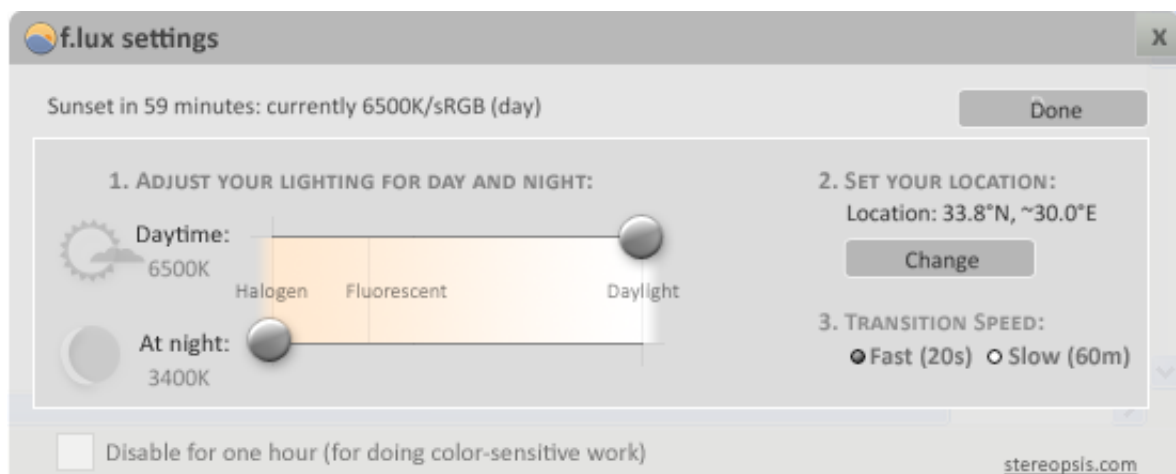 f.lux settings
x
Sunset in 59 minutes: currently 6500K/sRGB (day)
Done
1. ADJUST YOUR LIGHTING FOR DAY AND NIGHT:
Daytime:
6500K
Halogen
Fluorescent
Daylight
At night:
3400K
2. SET YOUR LOCATION:
Location: 33.8°N, ~30.0°E
Change
3. TRANSITION SPEED:
Fast (20s) Slow (60m)
Disable for one hour (for doing color-sensitive work)
stereopsis.com